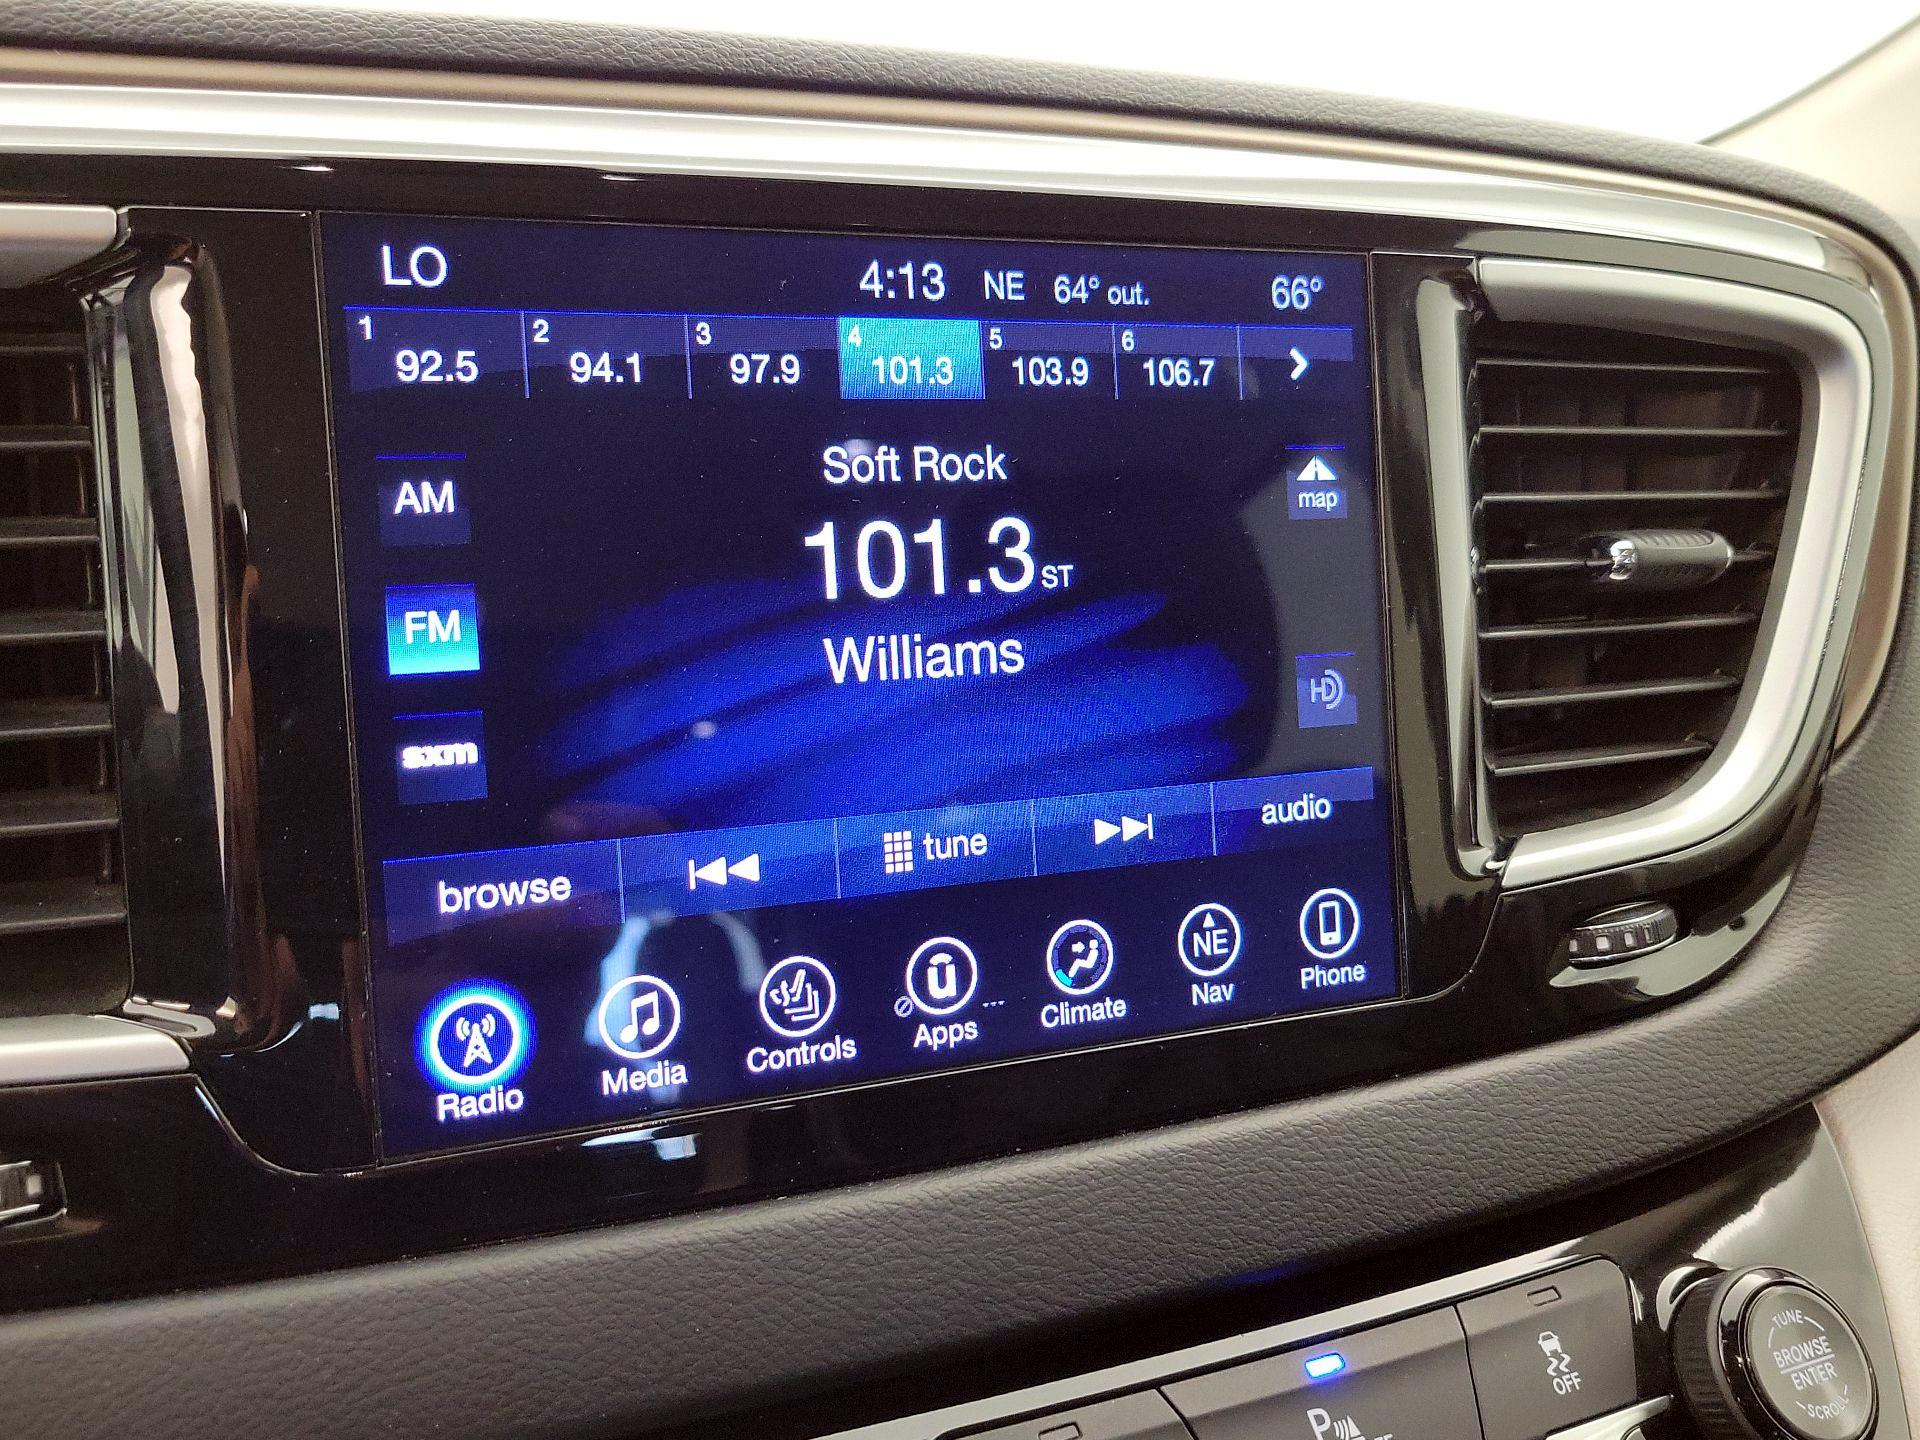 LO 4:13 NE 64° out. 66°
1 92.5 2 94.1 3 97.9 4 101.3 5 103.9 6 106.7
Soft Rock
map
AM
101.3 ST
FM
Williams
HD
sxm
browse tune audio
NE
Radio Media Controls Apps Climate Nav Phone
TUNE
BROWSE
ENTER
SCROLL
OFF
P